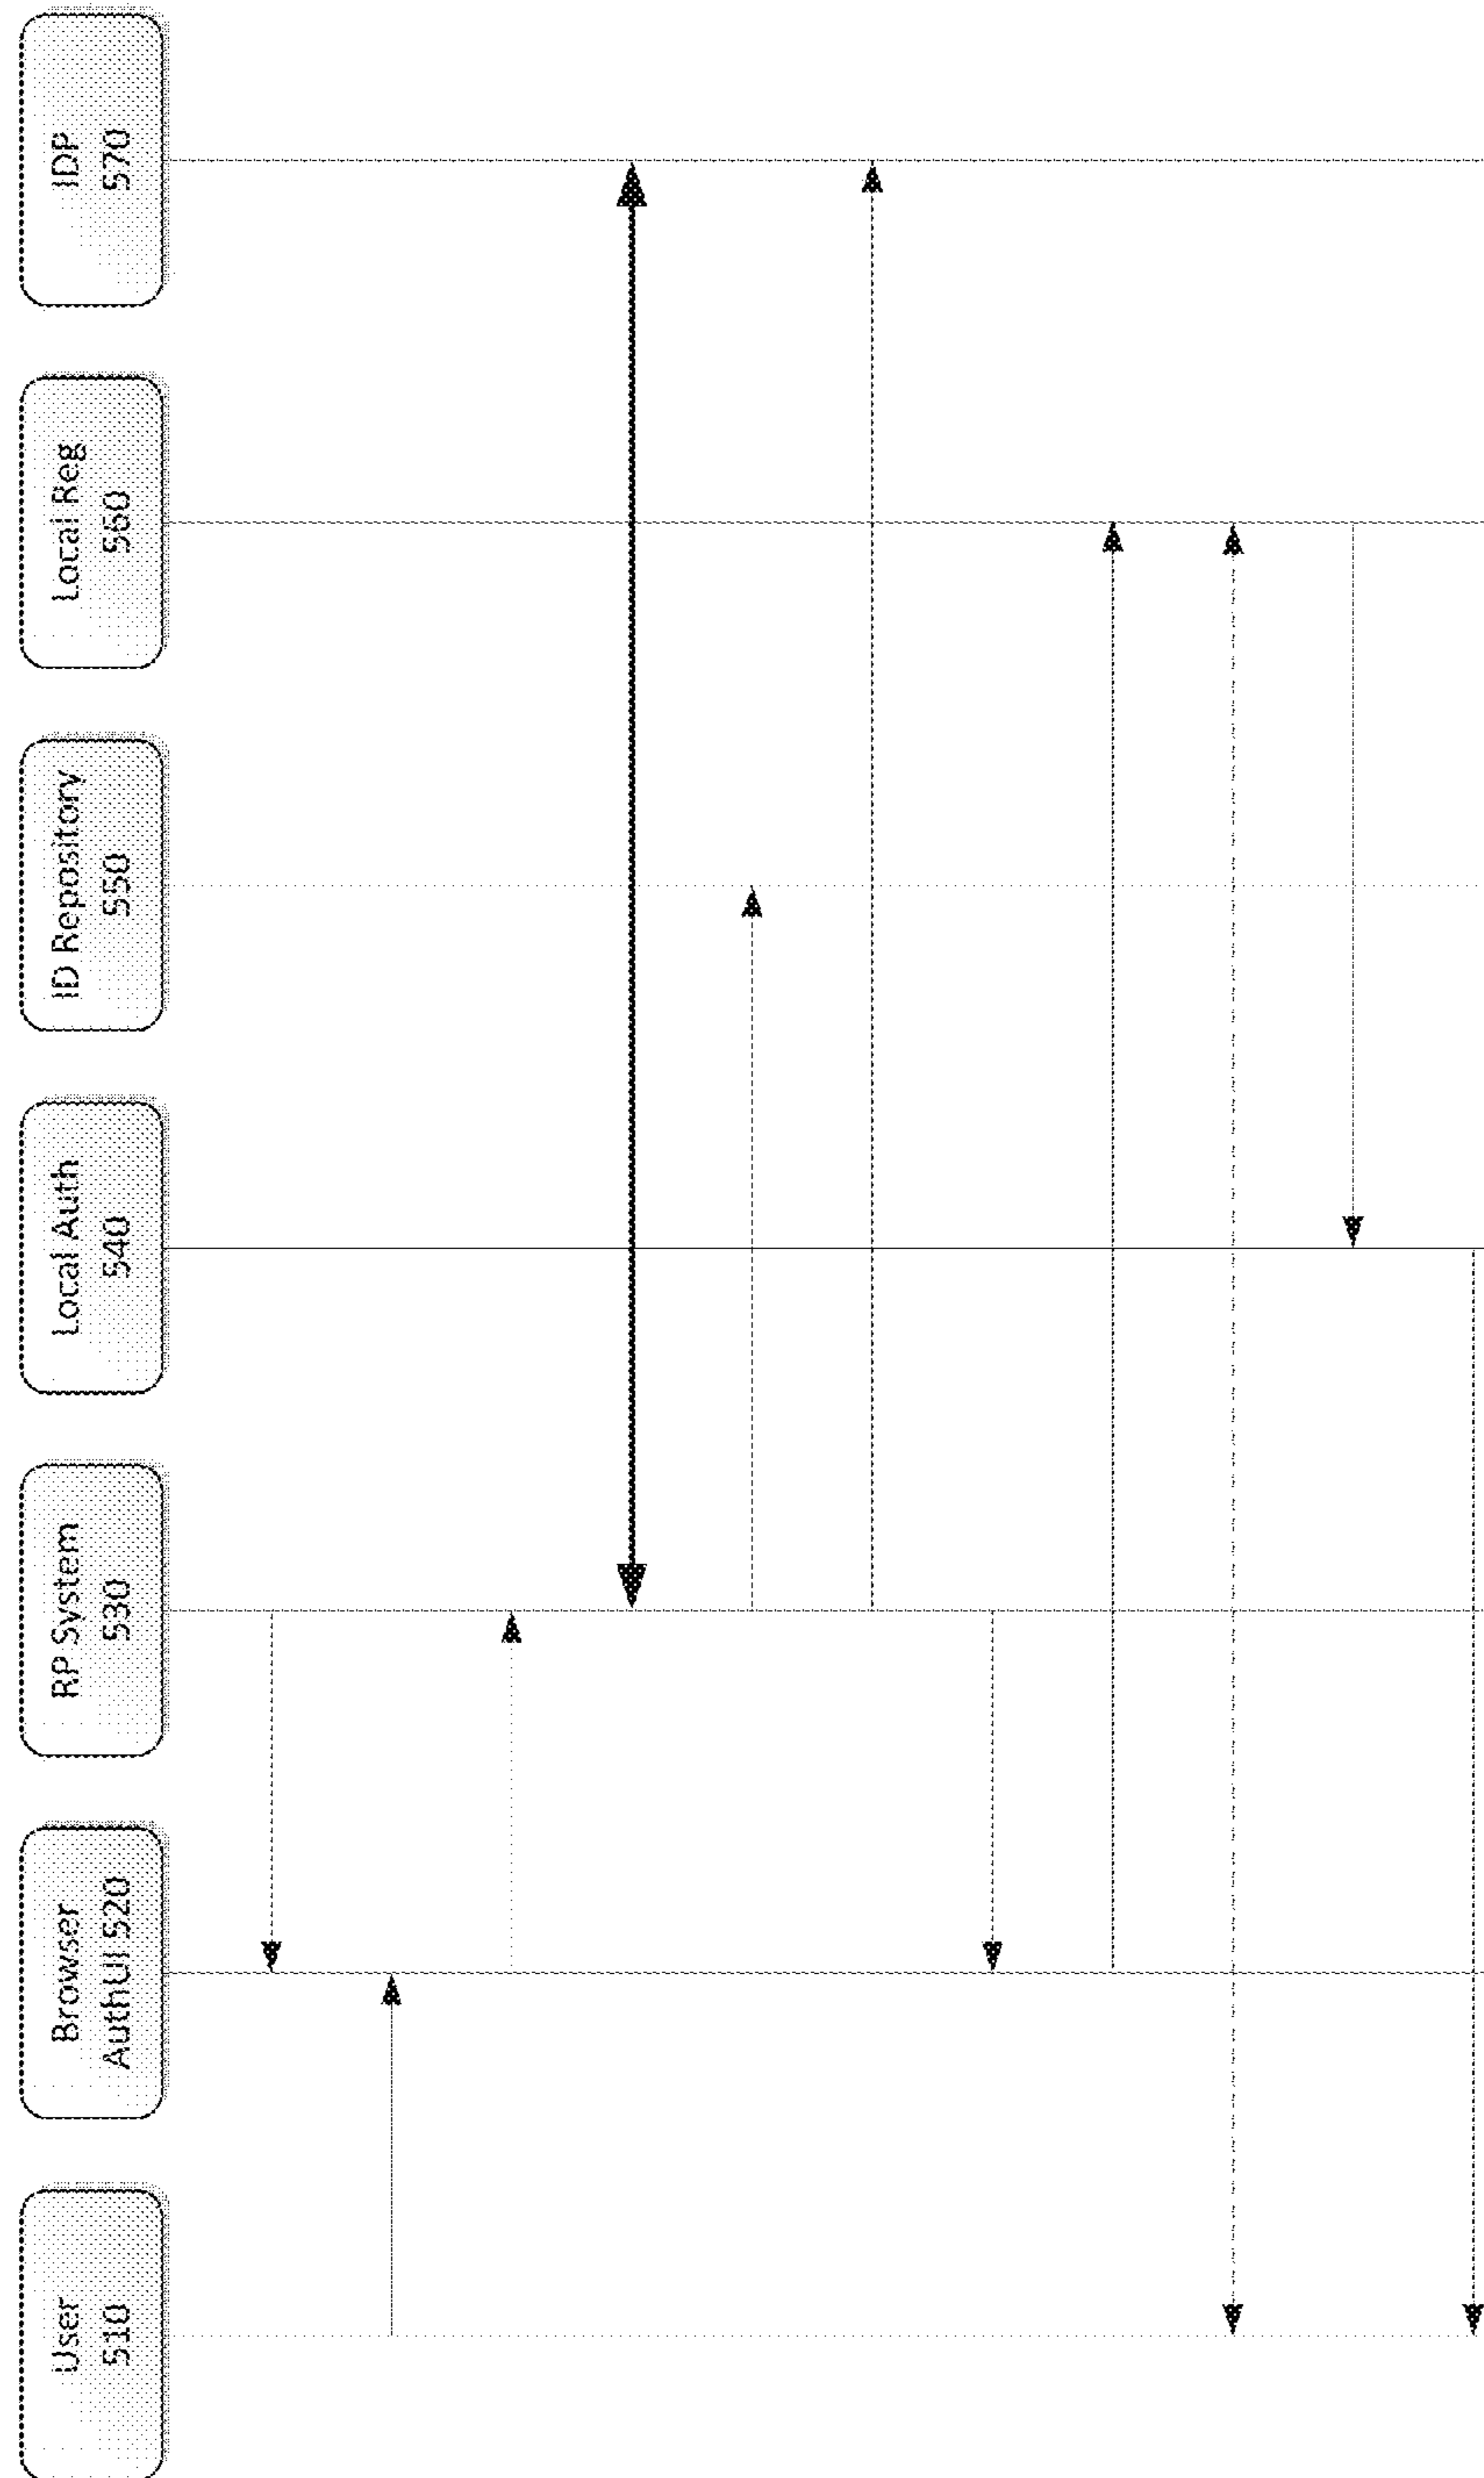 User
510
Browser
AuthUI 520
RP System
530
Local Auth
540
ID Repository
550
Local Reg
560
IDP
570